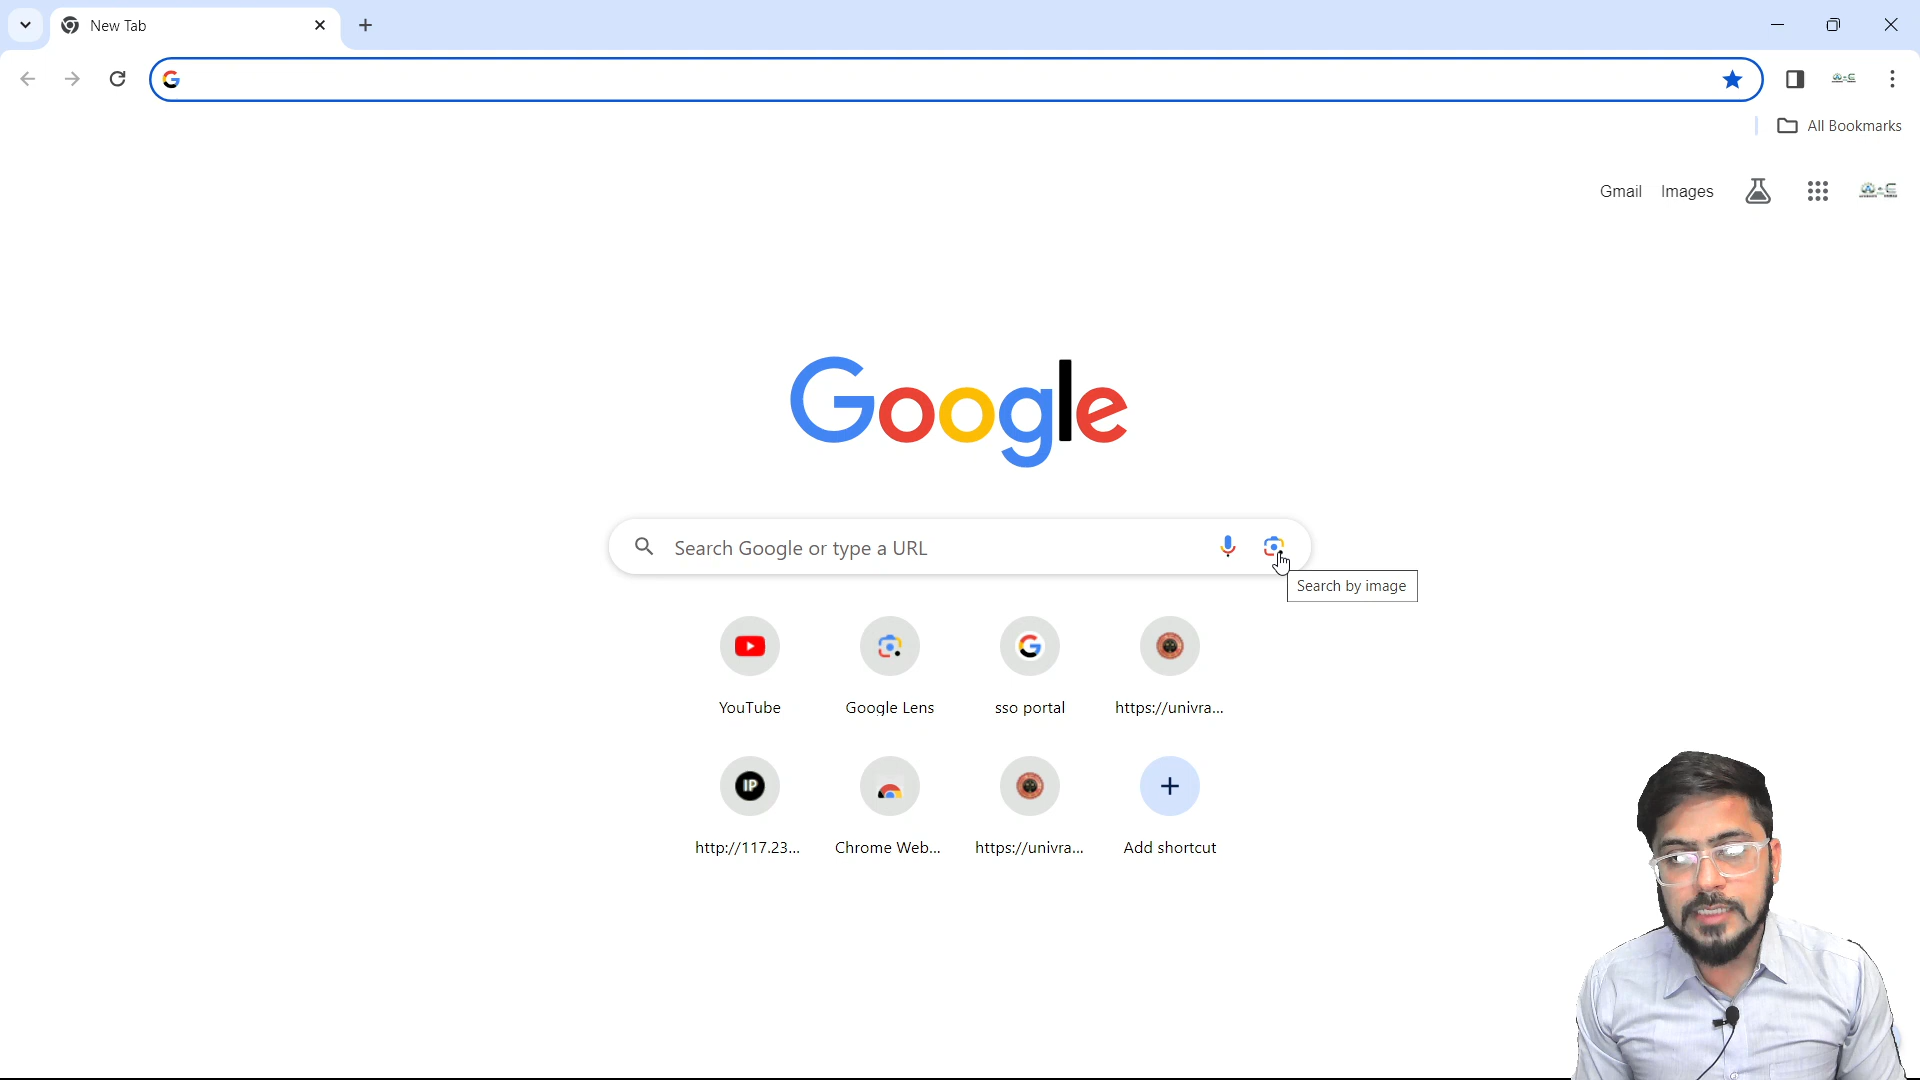 New Tab
All Bookmarks
Gmail Images
Google
Search Google or type a URL
Search by image
YouTube
Google Lens
sso portal
https://univra...
IP
http://117.23...
Chrome Web...
https://univra...
Add shortcut